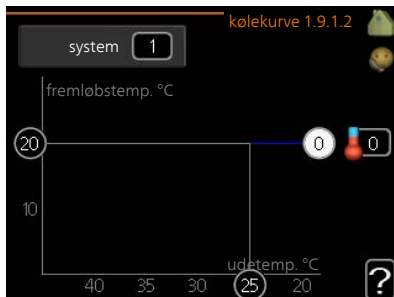 kølekurve 1.9.1.2
system 1
fremløbstemp. °C
20 0 0
10
udetemp. °C
40 35 30 25 20
?